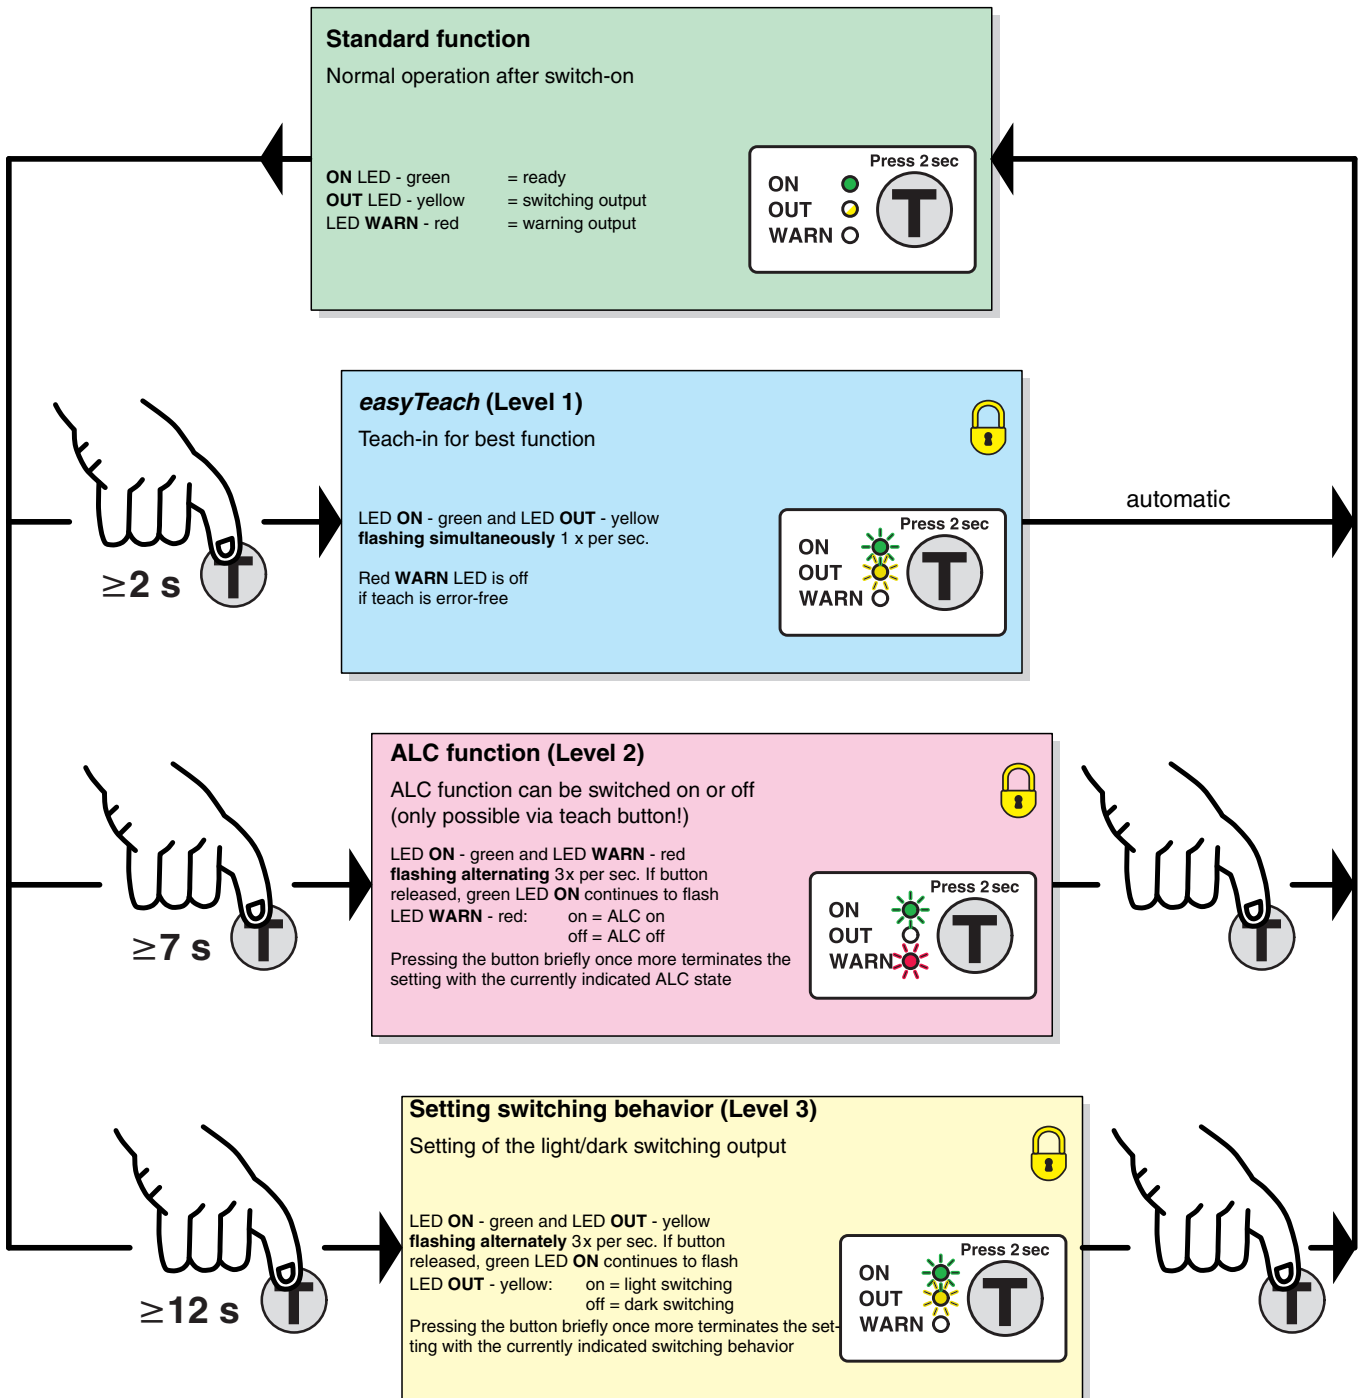 Standard function
Normal operation after switch-on
ON LED - green = ready
OUT LED - yellow = switching output
LED WARN - red = warning output
Press 2 sec
ON
OUT
WARN
T
easyTeach (Level 1)
Teach-in for best function
LED ON - green and LED OUT - yellow
flashing simultaneously 1 x per sec.
Red WARN LED is off
if teach is error-free
Press 2 sec
ON
OUT
WARN
T
≥2 s
T
automatic
ALC function (Level 2)
ALC function can be switched on or off
(only possible via teach button!)
LED ON - green and LED WARN - red
flashing alternating 3x per sec. If button
released, green LED ON continues to flash
LED WARN - red: on = ALC on
off = ALC off
Pressing the button briefly once more terminates the
setting with the currently indicated ALC state
Press 2 sec
ON
OUT
WARN
T
≥7 s
T
T
Setting switching behavior (Level 3)
Setting of the light/dark switching output
LED ON - green and LED OUT - yellow
flashing alternately 3x per sec. If button
released, green LED ON continues to flash
LED OUT - yellow: on = light switching
off = dark switching
Pressing the button briefly once more terminates the set-
ting with the currently indicated switching behavior
Press 2 sec
ON
OUT
WARN
T
≥12 s
T
T